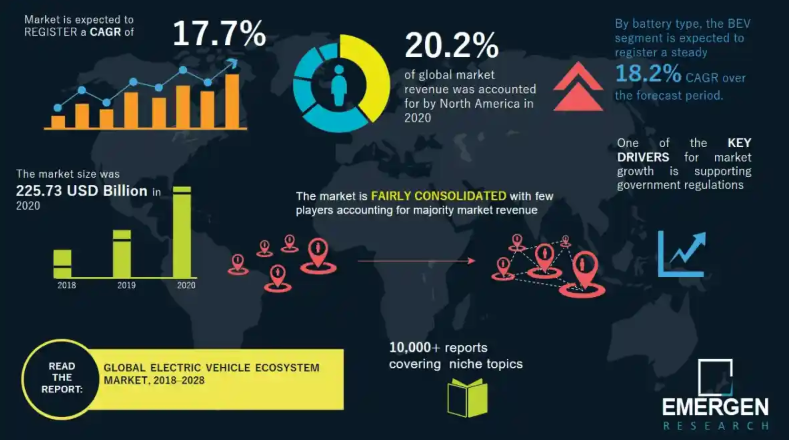 Market is expected to
REGISTER a CAGR of
17.7%
20.2%
of global market
revenue was accounted
for by North America in
2020
By battery type, the BEV
segment is expected to
register a steady
18.2% CAGR over
the forecast period.
One of the KEY
DRIVERS for market
growth is supporting
government regulations
The market size was
225.73 USD Billion in
2020
2018
2019
2020
The market is FAIRLY CONSOLIDATED with few
players accounting for majority market revenue
READ
THE
REPORT:
GLOBAL ELECTRIC VEHICLE ECOSYSTEM
MARKET, 2018–2028
10,000+ reports
covering niche topics
EMERGEN
RESEARCH